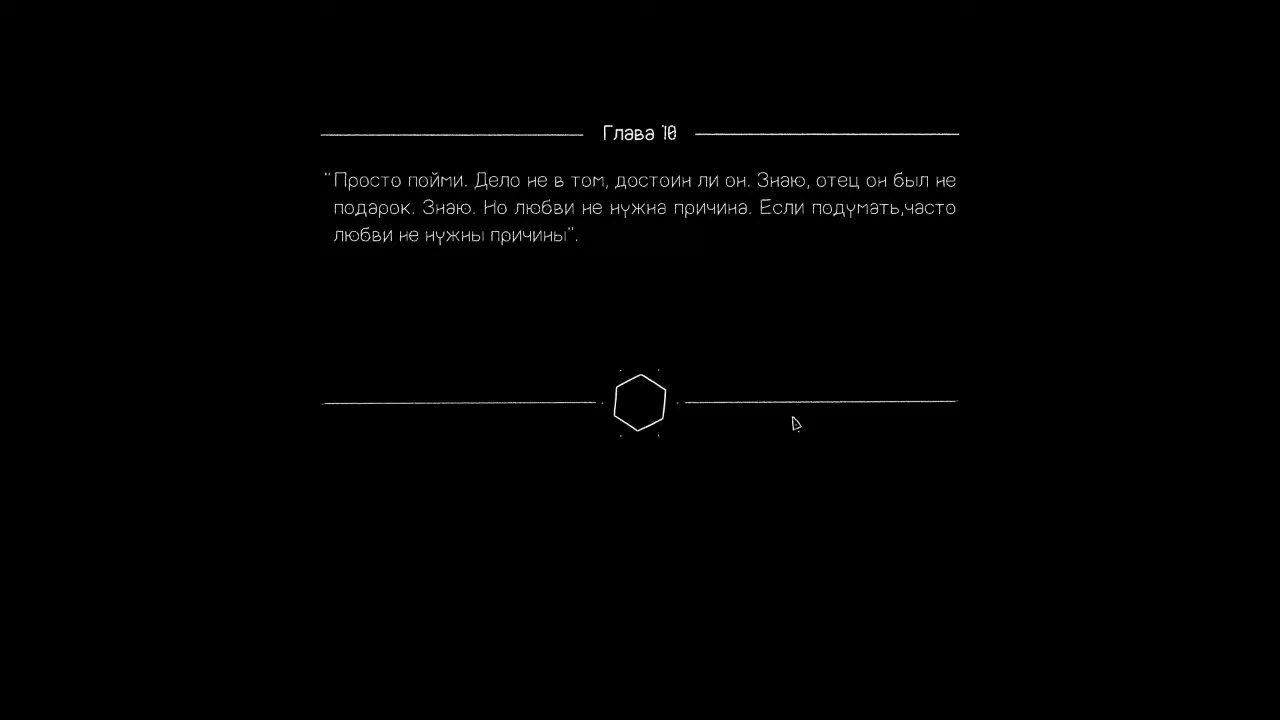 Глава 10
"Просто пойми. Дело не в том, достоин ли он. Знаю, отец он был не
подарок. Знаю. Но любви не нужна причина. Если подумать,часто
любви не нужны причины".